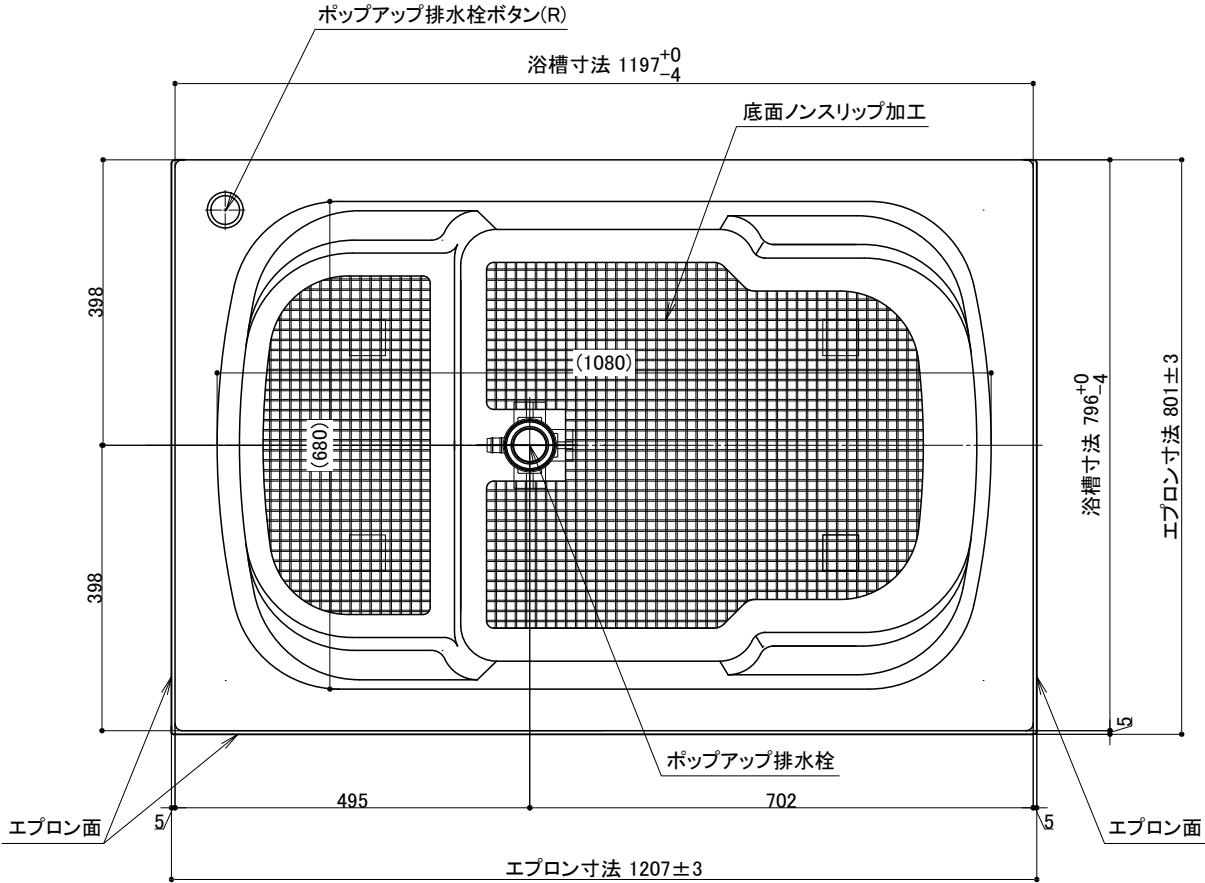 ポップアップ排水栓ボタン(R)
浴槽寸法 1197 +0 −4
底面ノンスリップ加工
398
(1080)
(680)
浴槽寸法 796 +0 −4
エプロン寸法 801±3
398
5
ポップアップ排水栓
495
702
5
5
エプロン面
エプロン面
エプロン寸法 1207±3